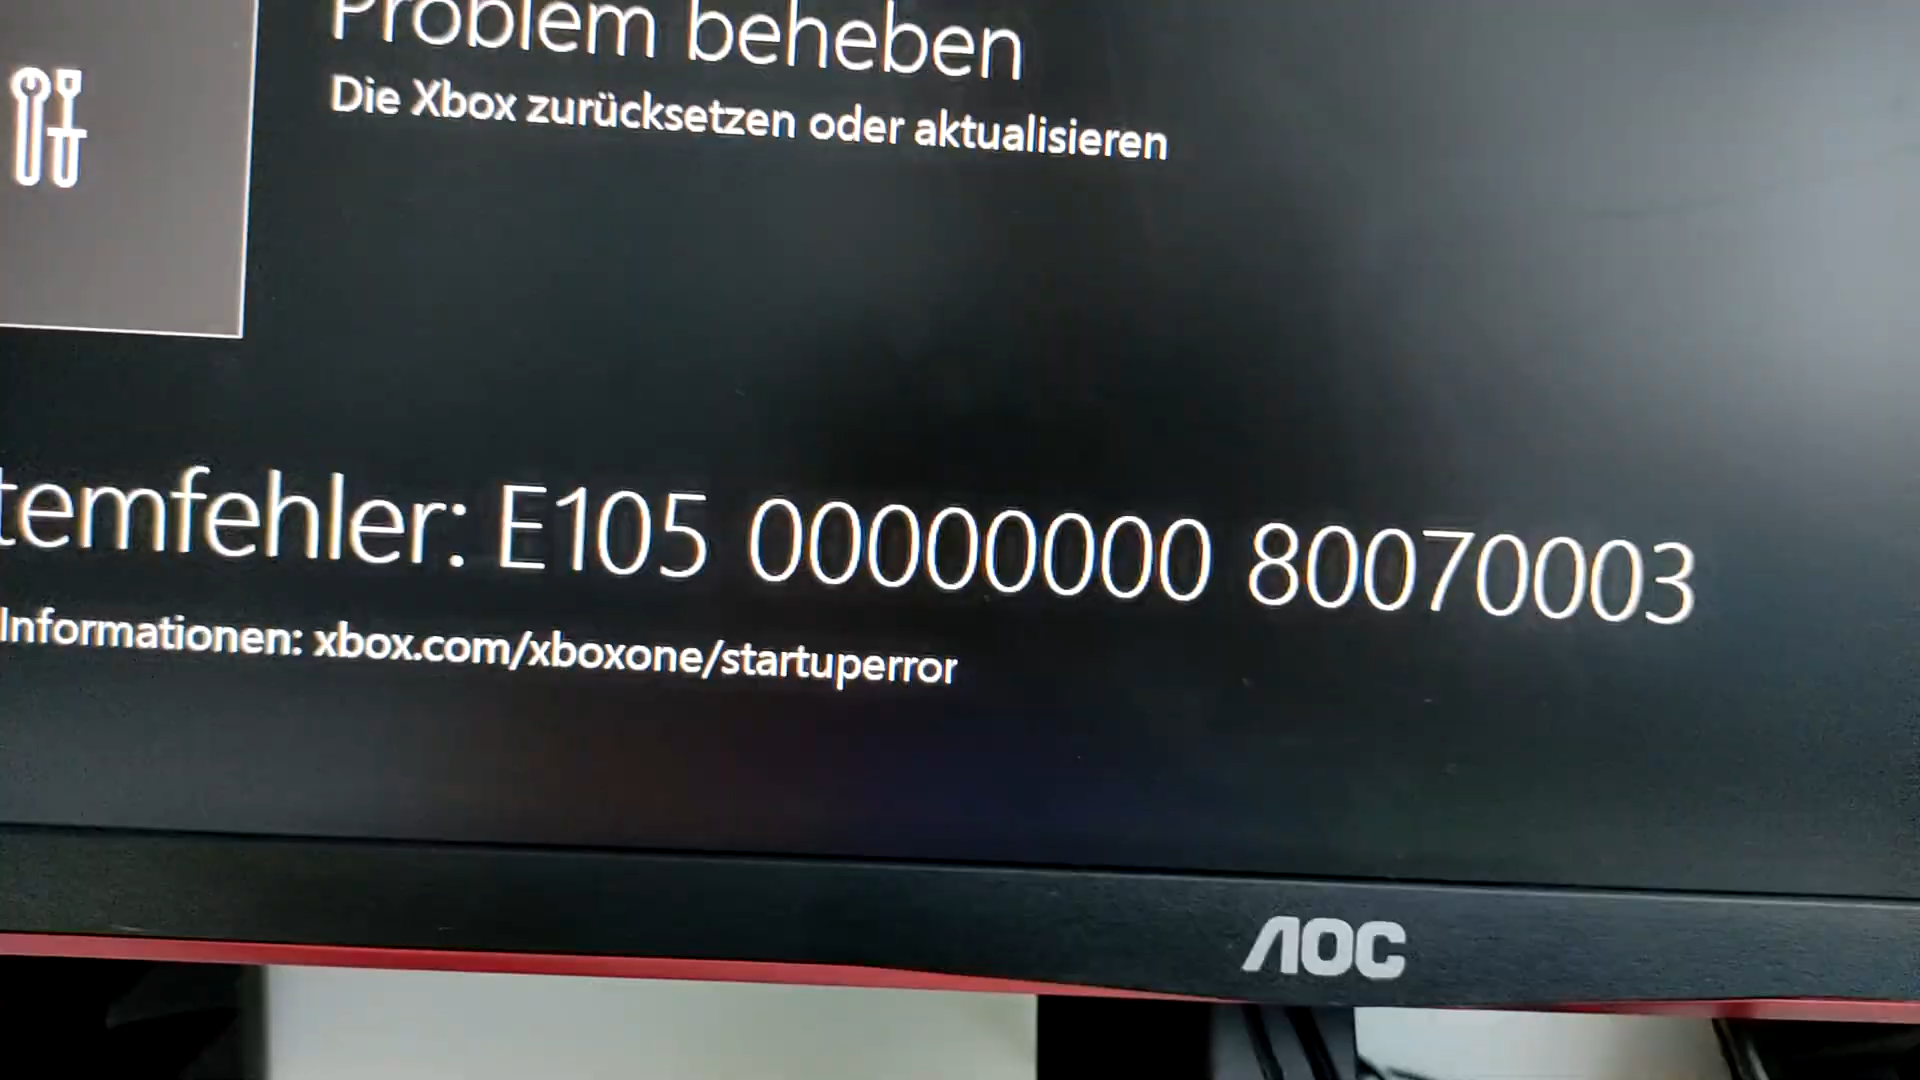 Problem beheben
Die Xbox zurücksetzen oder aktualisieren
temfehler: E105 00000000 80070003
Informationen: xbox.com/xboxone/startuperror
AOC